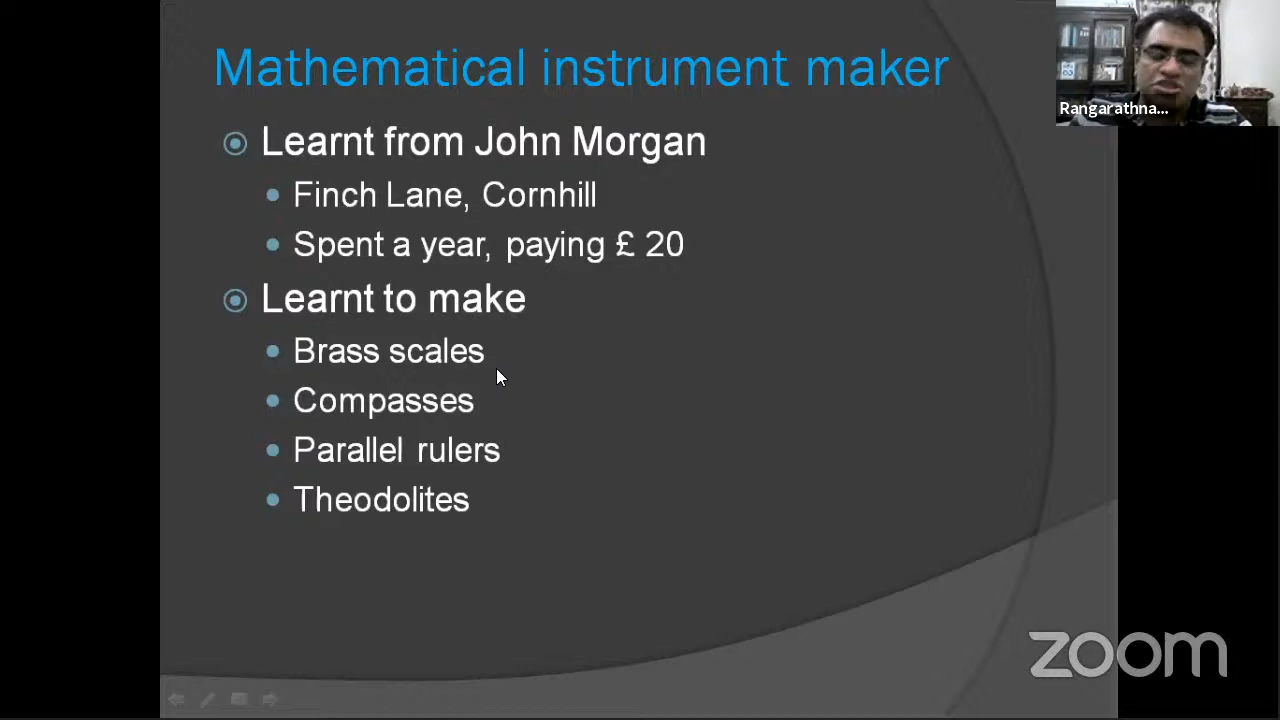 Mathematical instrument maker
Learnt from John Morgan
Finch Lane, Cornhill
Spent a year, paying £ 20
Learnt to make
Brass scales
Compasses
Parallel rulers
Theodolites
Rangarathna...
zoom